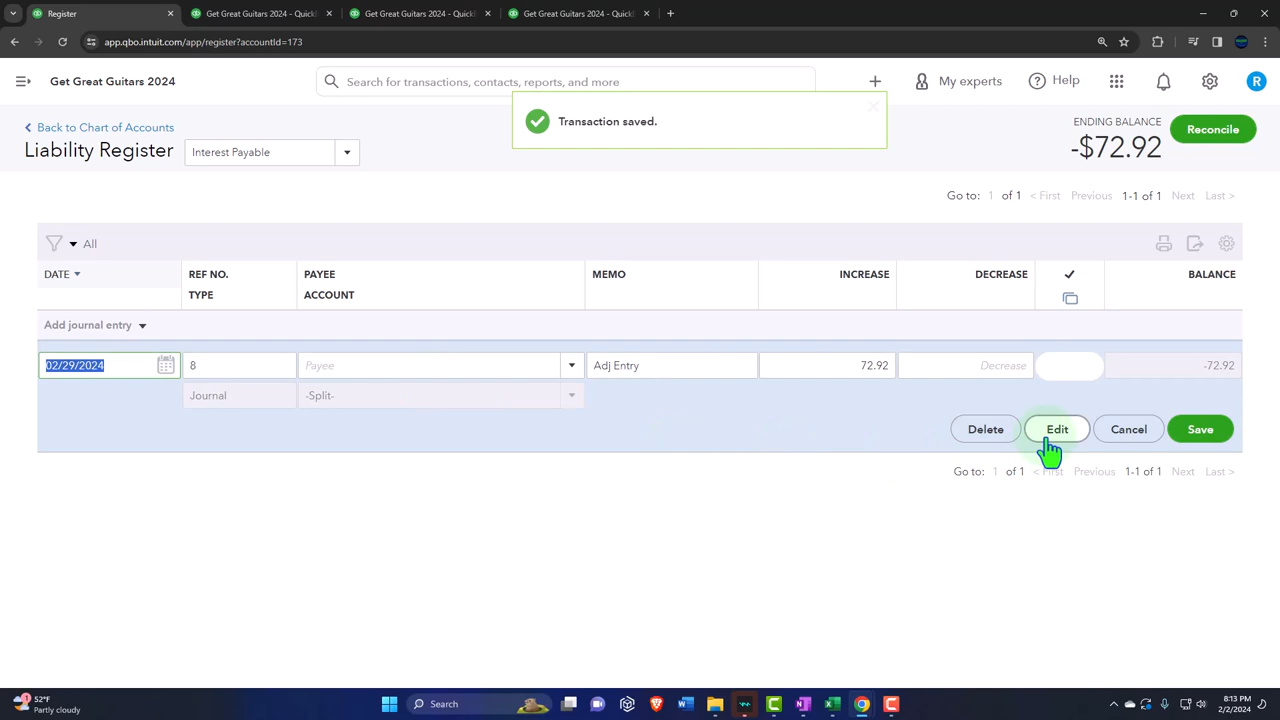 Register
Get Great Guitars 2024 - QuickB
Get Great Guitars 2024 - QuickB
Get Great Guitars 2024 - QuickB
app.qbo.intuit.com/app/register?accountId=173
Get Great Guitars 2024
Search for transactions, contacts, reports, and more
My experts
Help
R
Transaction saved.
Back to Chart of Accounts
Liability Register
Interest Payable
ENDING BALANCE
-$72.92
Reconcile
Go to: 1 of 1 < First Previous 1-1 of 1 Next Last >
All
DATE REF NO. PAYEE MEMO INCREASE DECREASE BALANCE
TYPE ACCOUNT
Add journal entry
02/29/2024 8 Payee Adj Entry 72.92 Decrease -72.92
Journal -Split-
Delete Edit Cancel Save
Go to: 1 of 1 < First Previous 1-1 of 1 Next Last >
1 52°F
Partly cloudy
Search
8:13 PM
2/2/2024